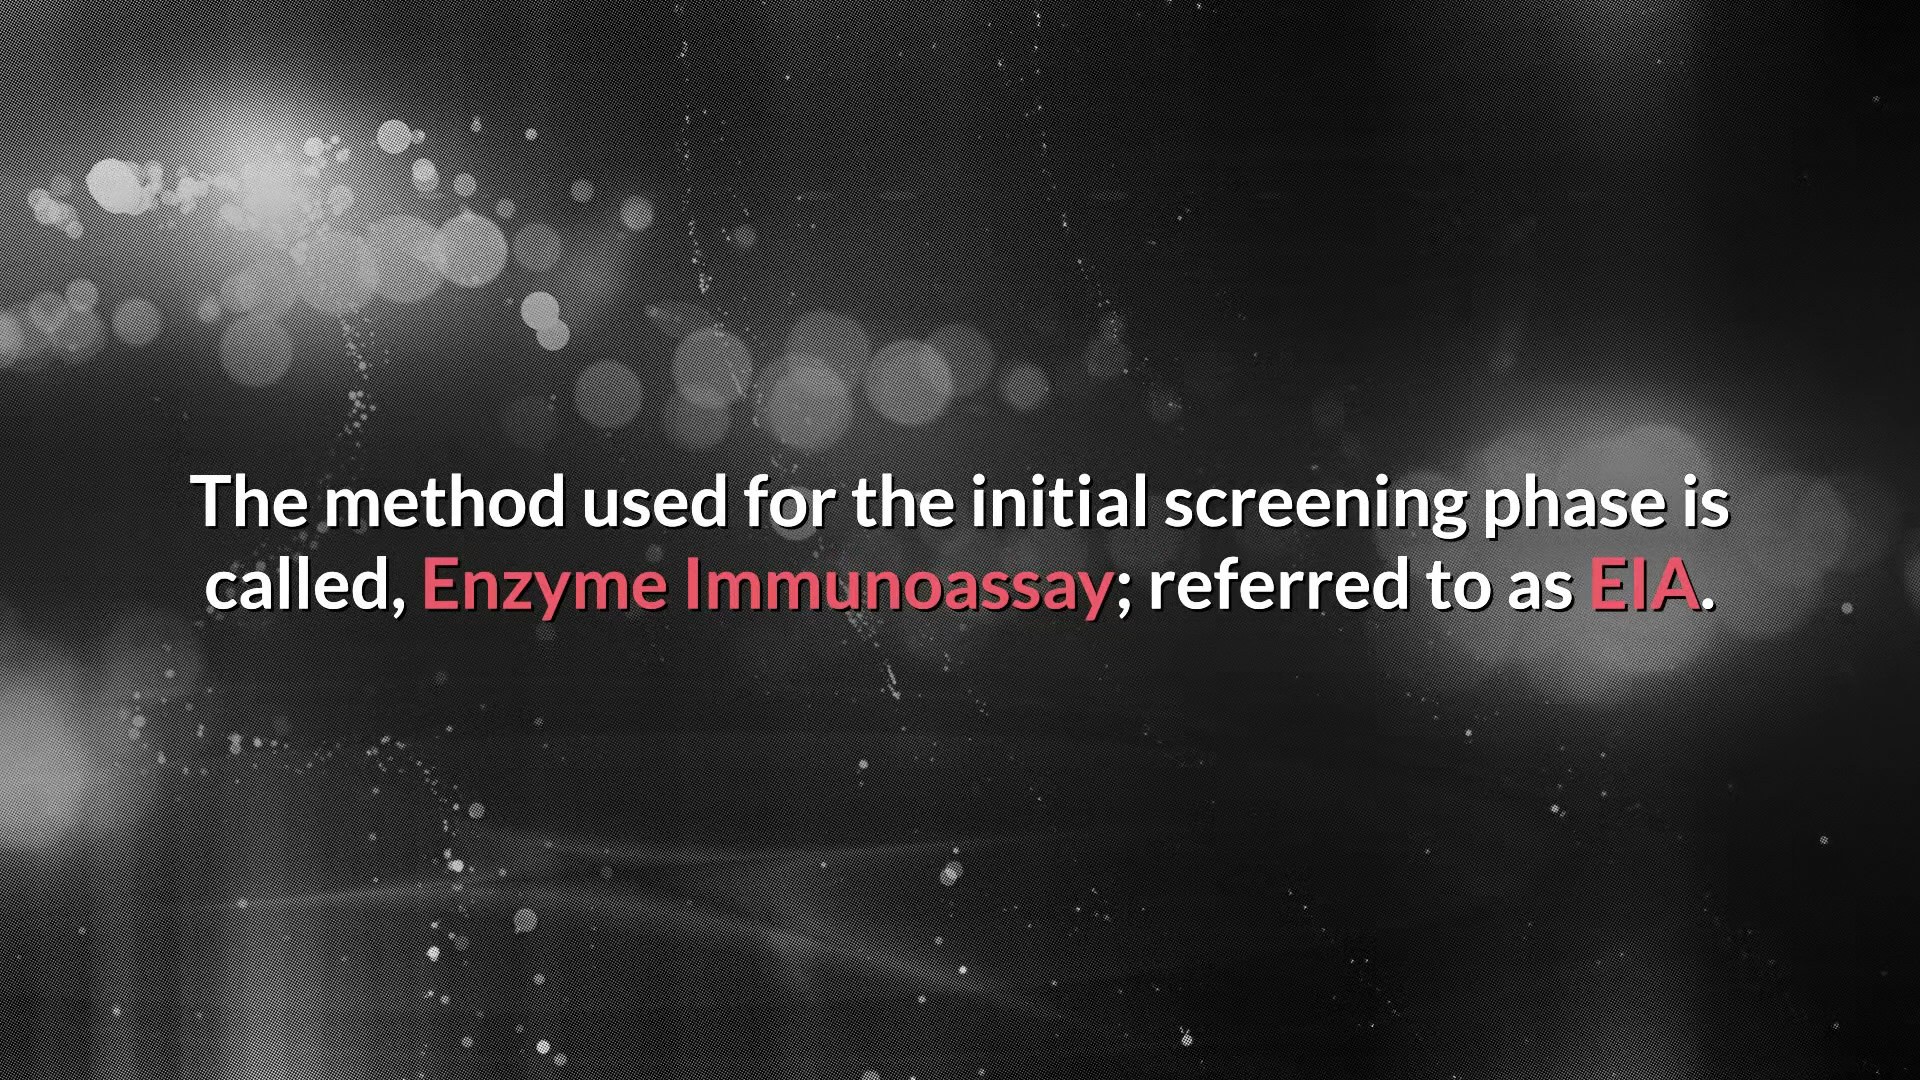 The method used for the initial screening phase is
called, Enzyme Immunoassay; referred to as EIA.